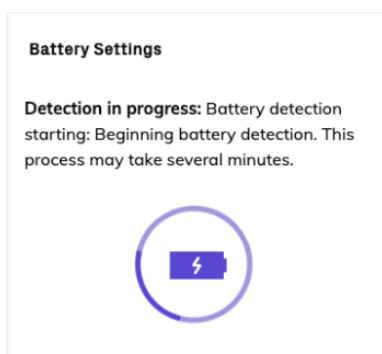 Battery Settings
Detection in progress: Battery detection
starting: Beginning battery detection. This
process may take several minutes.